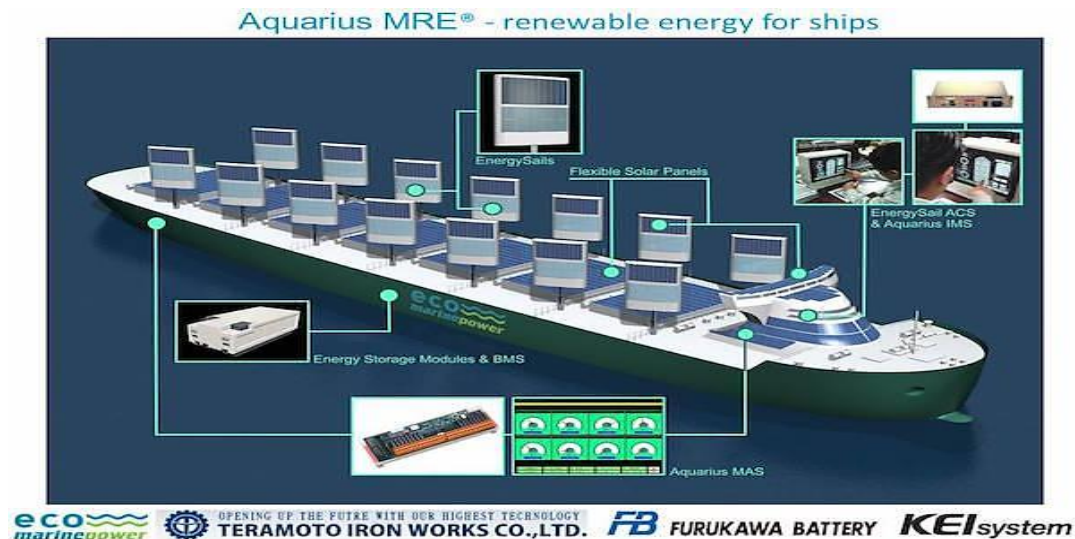 Aquarius MRE® - renewable energy for ships
EnergySails
Flexible Solar Panels
EnergySail ACS
& Aquarius IMS
eco
marinepower
Energy Storage Modules & BMS
Aquarius MAS
eco
marinepower
OPENING UP THE FUTRE WITH OUR HIGHEST TECHNOLOGY
TERAMOTO IRON WORKS CO.,LTD.
FB FURUKAWA BATTERY
KEIsystem